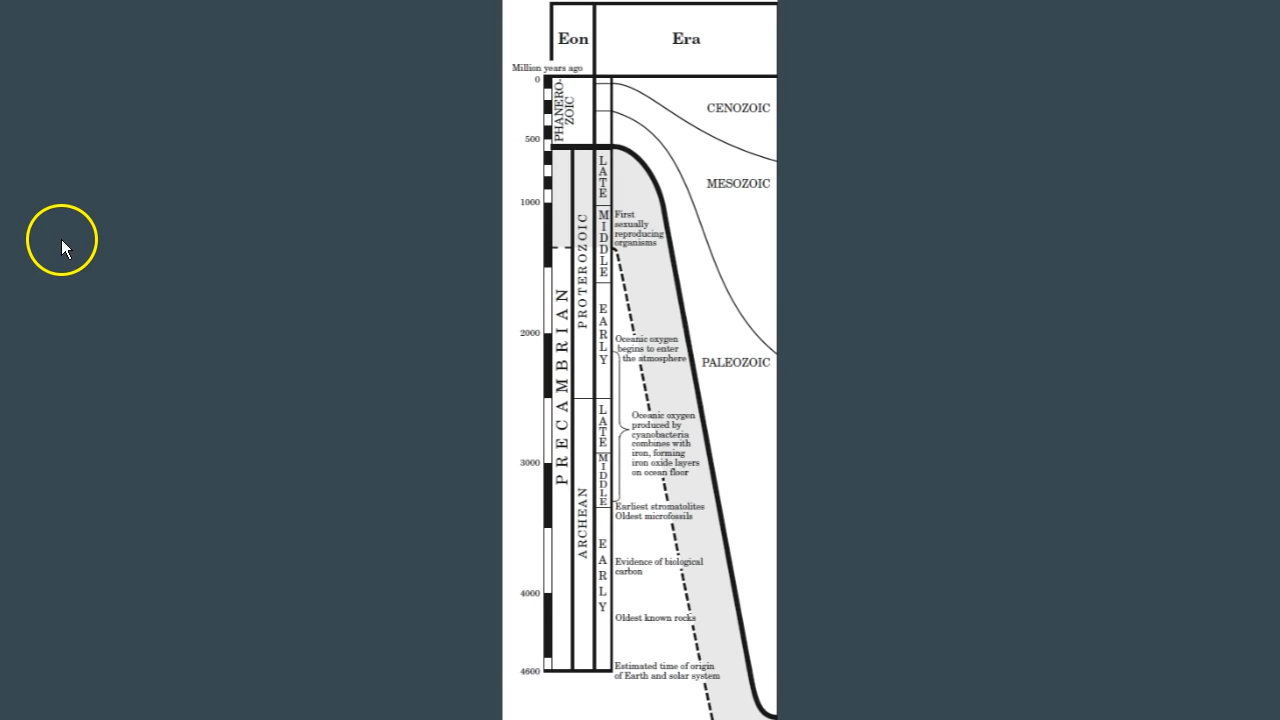 Eon
Era
Million years ago
0
PHANERO-
ZOIC
CENOZOIC
500
LATE
MESOZOIC
1000
MIDDLE
First
sexually
reproducing
organisms
PROTEROZOIC
PRECAMBRIAN
EARLY
2000
Oceanic oxygen
begins to enter
the atmosphere
PALEOZOIC
LATE
Oceanic oxygen
produced by
cyanobacteria
combines with
iron, forming
iron oxide layers
on ocean floor
3000
MIDDLE
ARCHEAN
Earliest stromatolites
Oldest microfossils
EARLY
Evidence of biological
carbon
4000
Oldest known rocks
4600
Estimated time of origin
of Earth and solar system